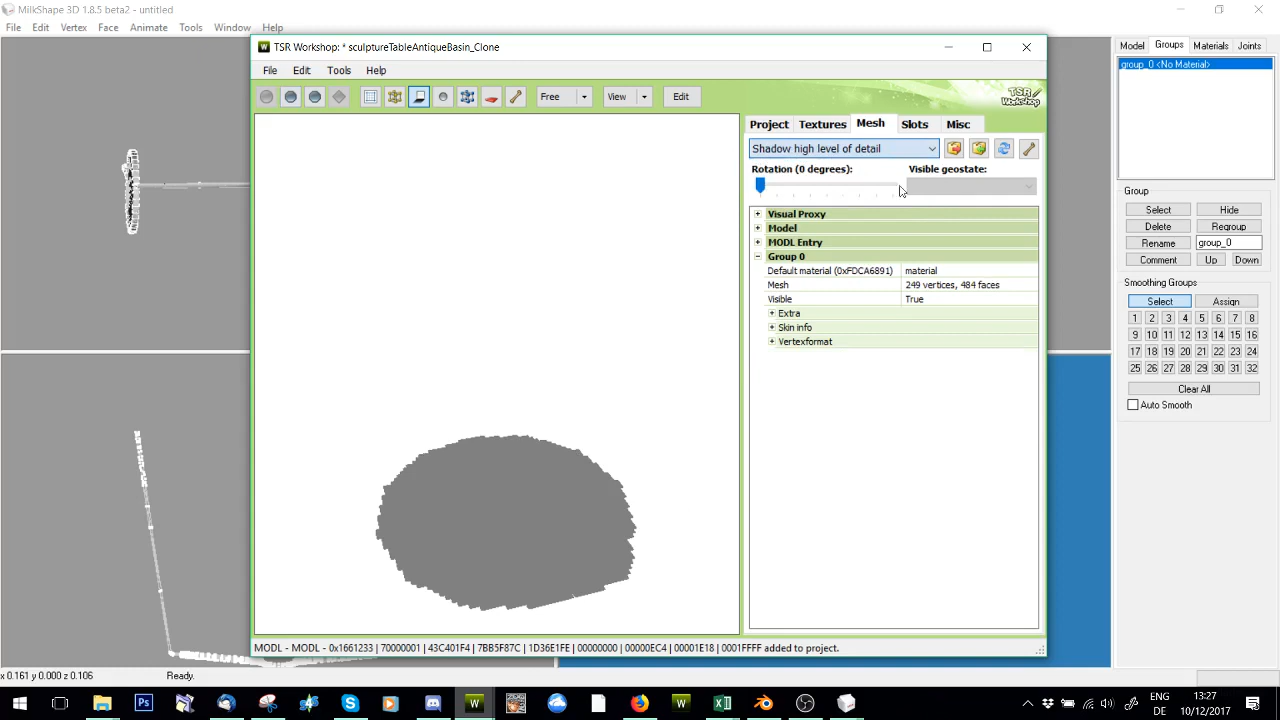 MilkShape 3D 1.8.5 beta2 -
File Edit Vertex Face Animate Tools Window Help
TSR Workshop: * sculptureTableAntiqueBasin_Clone
File Edit Tools Help
Free View Edit
TSR Workshop
Project Textures Mesh Slots Misc
Shadow high level of detail
Rotation (0 degrees): Visible geostate:
Visual Proxy
Model
MODL Entry
Group 0
Default material (0xFDCA6891) material
Mesh 249 vertices, 484 faces
Visible True
Extra
Skin info
Vertexformat
MODL - MODL - 0x1661233 | 70000001 | 43C401F4 | 7BB5F87C | 1D36E1FE | 00000000 | 00000EC4 | 00001E18 | 0001FFFF added to project.
Model Groups Materials Joints
group_0 <No Material>
Group
Select Hide
Delete Regroup
Rename group_0
Comment Up Down
Smoothing Groups
Select Assign
1 2 3 4 5 6 7 8
9 10 11 12 13 14 15 16
17 18 19 20 21 22 23 24
25 26 27 28 29 30 31 32
Clear All
Auto Smooth
x 0.161 y 0.000 z 0.106 Ready.
ENG 13:27
DE 10/12/2017